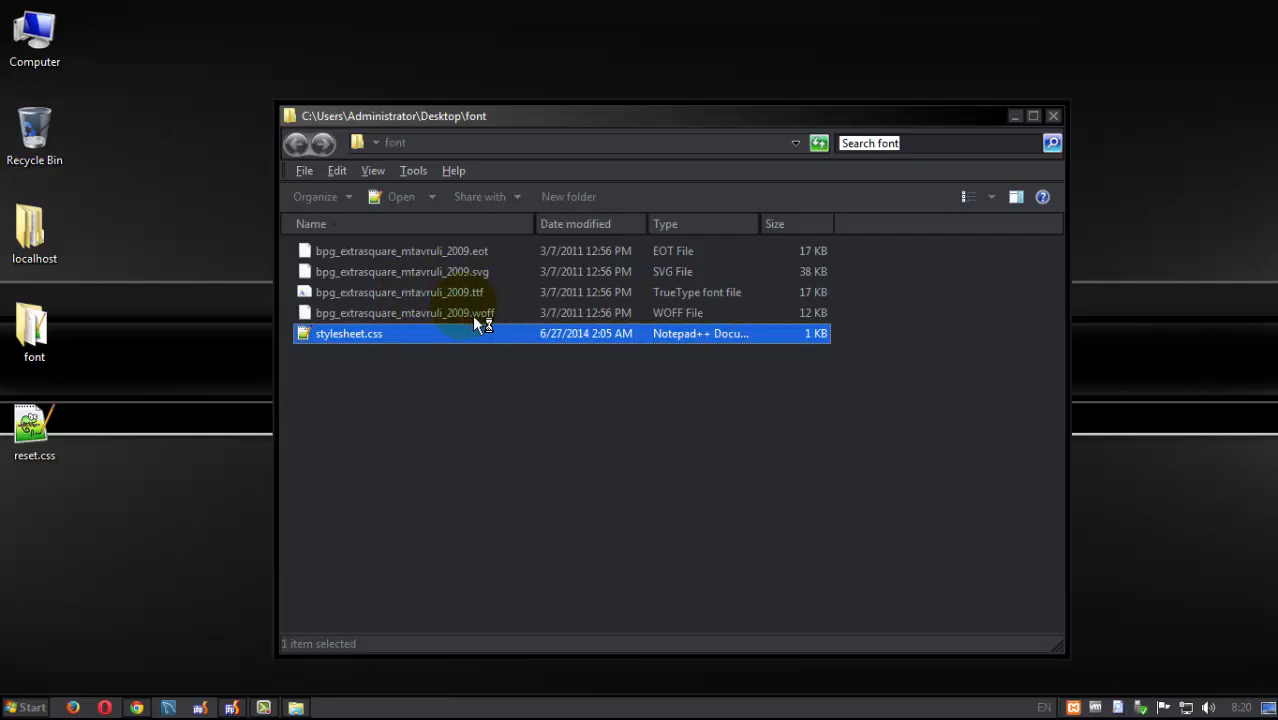 Computer
Recycle Bin
localhost
font
reset.css
C:\Users\Administrator\Desktop\font
font
Search font
File Edit View Tools Help
Organize Open Share with New folder
Name Date modified Type Size
bpg_extrasquare_mtavruli_2009.eot 3/7/2011 12:56 PM EOT File 17 KB
bpg_extrasquare_mtavruli_2009.svg 3/7/2011 12:56 PM SVG File 38 KB
bpg_extrasquare_mtavruli_2009.ttf 3/7/2011 12:56 PM TrueType font file 17 KB
bpg_extrasquare_mtavruli_2009.woff 3/7/2011 12:56 PM WOFF File 12 KB
stylesheet.css 6/27/2014 2:05 AM Notepad++ Docu... 1 KB
1 item selected
Start EN 8:20